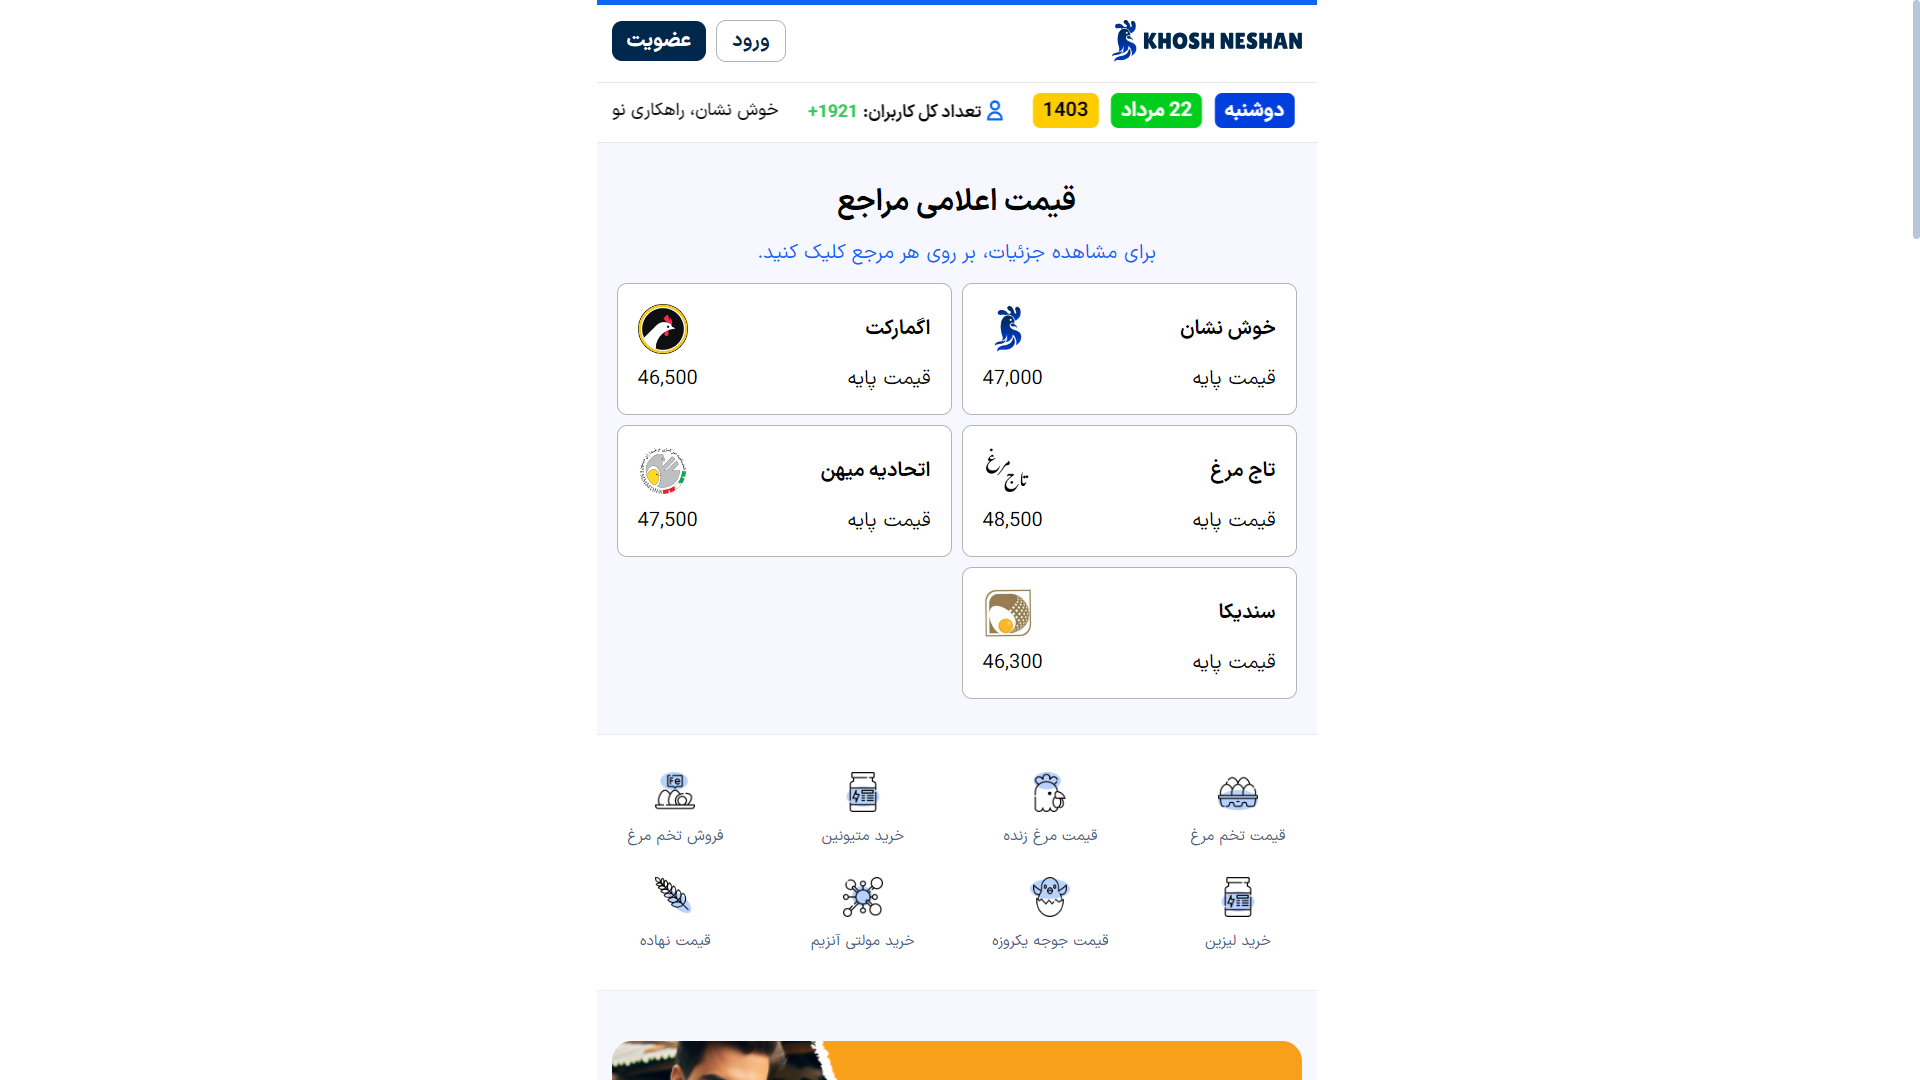 KHOSH NESHAN
ورود
عضویت
دوشنبه
22 مرداد
1403
تعداد کل کاربران: 1921+
خوش نشان، راهکاری نو
قیمت اعلامی مراجع
برای مشاهده جزئیات، بر روی هر مرجع کلیک کنید.
خوش نشان
قیمت پایه
47,000
اگمارکت
قیمت پایه
46,500
تاج مرغ
تاج مرغ
قیمت پایه
48,500
اتحادیه میهن
قیمت پایه
47,500
سندیکا
قیمت پایه
46,300
قیمت تخم مرغ
قیمت مرغ زنده
خرید متیونین
Fe
فروش تخم مرغ
خرید لیزین
قیمت جوجه یکروزه
خرید مولتی آنزیم
قیمت نهاده